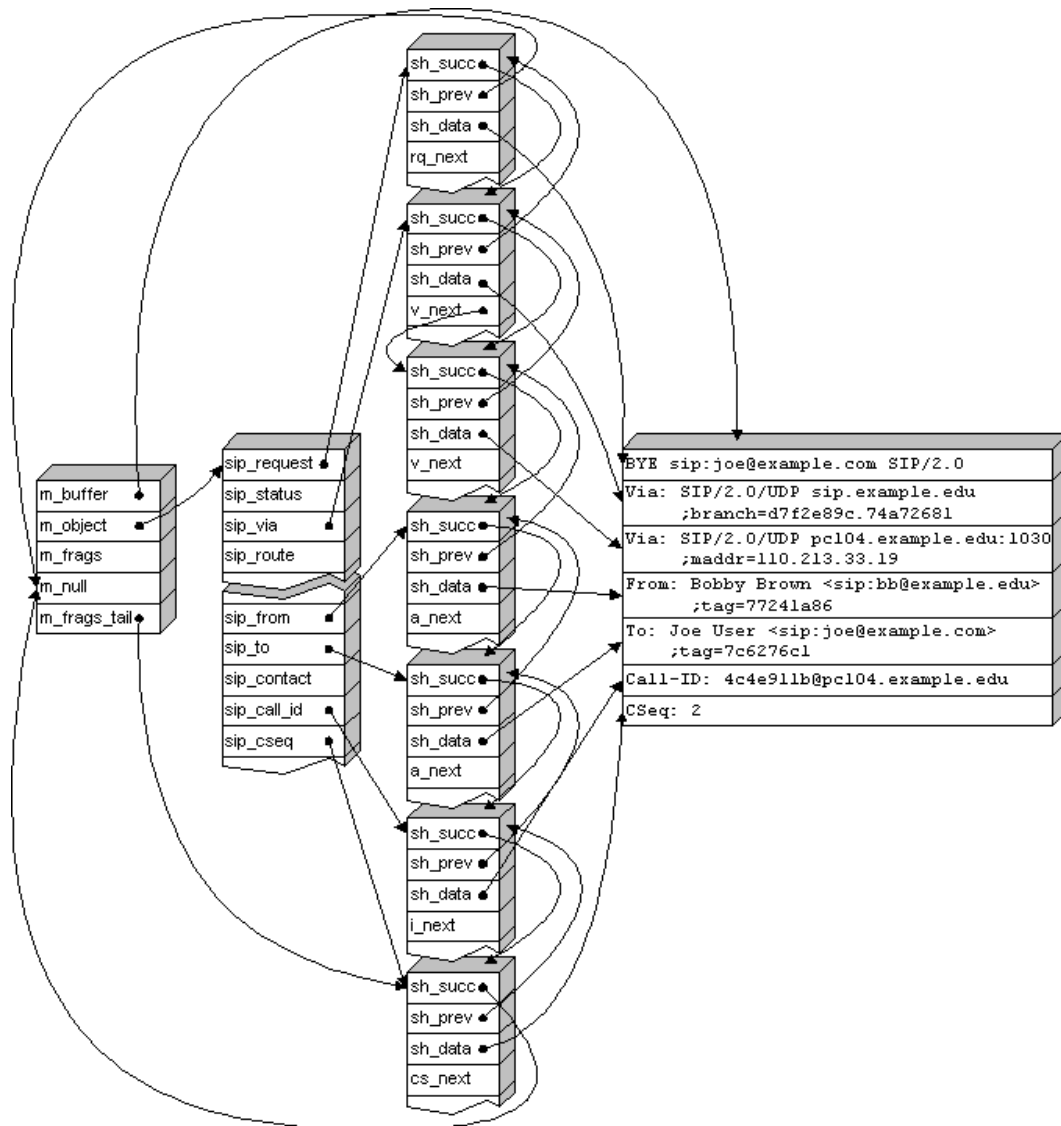 m_buffer
m_object
m_frags
m_null
m_frags_tail
sip_request
sip_status
sip_via
sip_route
sip_from
sip_to
sip_contact
sip_call_id
sip_cseq
sh_succ
sh_prev
sh_data
rq_next
sh_succ
sh_prev
sh_data
v_next
sh_succ
sh_prev
sh_data
v_next
sh_succ
sh_prev
sh_data
a_next
sh_succ
sh_prev
sh_data
a_next
sh_succ
sh_prev
sh_data
i_next
sh_succ
sh_prev
sh_data
cs_next
BYE sip:joe@example.com SIP/2.0
Via: SIP/2.0/UDP sip.example.edu
;branch=d7f2e89c.74a72681
Via: SIP/2.0/UDP pc104.example.edu:1030
;maddr=110.213.33.19
From: Bobby Brown <sip:bb@example.edu>
;tag=77241a86
To: Joe User <sip:joe@example.com>
;tag=7c6276c1
Call-ID: 4c4e911b@pc104.example.edu
CSeq: 2